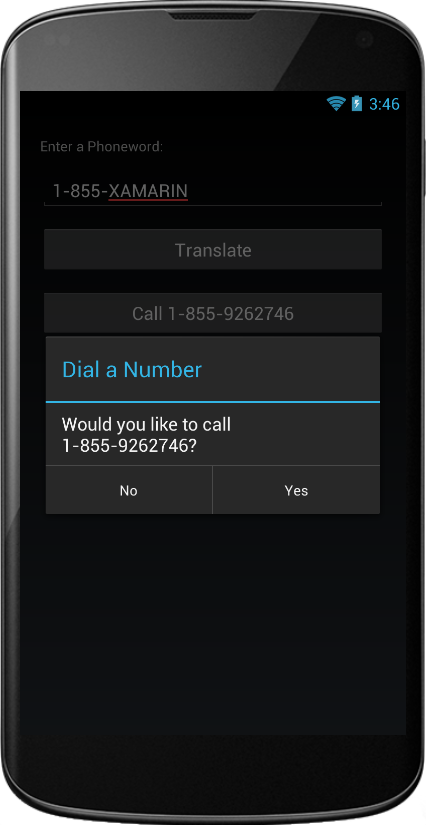 3:46
Enter a Phoneword:
1-855-XAMARIN
Translate
Call 1-855-9262746
Dial a Number
Would you like to call
1-855-9262746?
No Yes